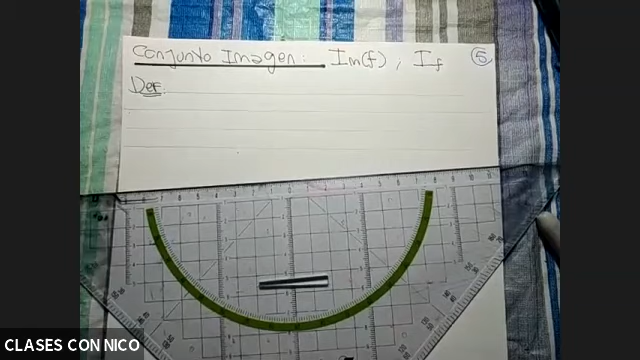 Conjunto Imagen: Im(f), If ⑤
Def.
CLASES CON NICO